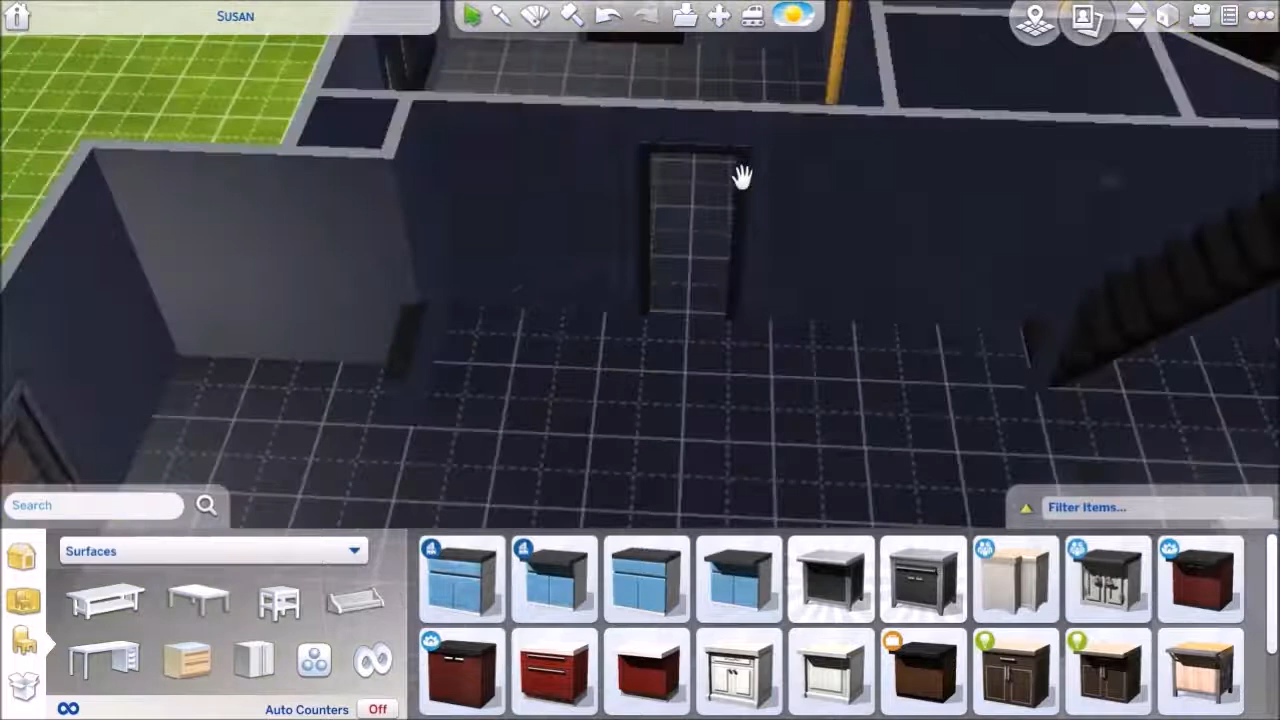 SUSAN
Search
Filter Items...
Surfaces
Auto Counters Off